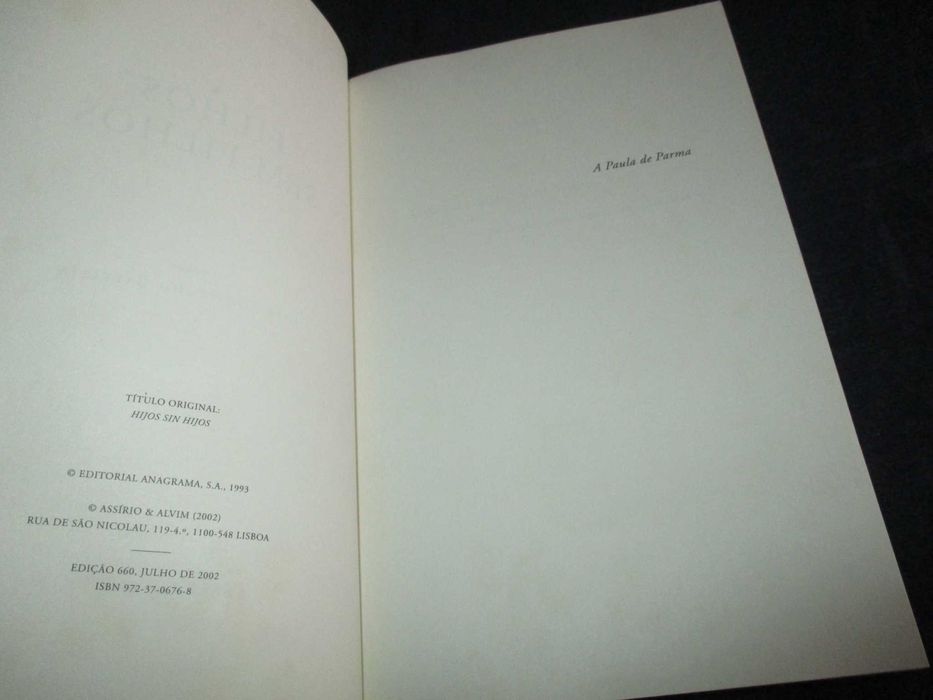 TÍTULO ORIGINAL:
HIJOS SIN HIJOS
© EDITORIAL ANAGRAMA, S.A., 1993
© ASSÍRIO & ALVIM (2002)
RUA DE SÃO NICOLAU, 119-4.º, 1100-548 LISBOA
EDIÇÃO 660, JULHO DE 2002
ISBN 972-37-0676-8
A Paula de Parma